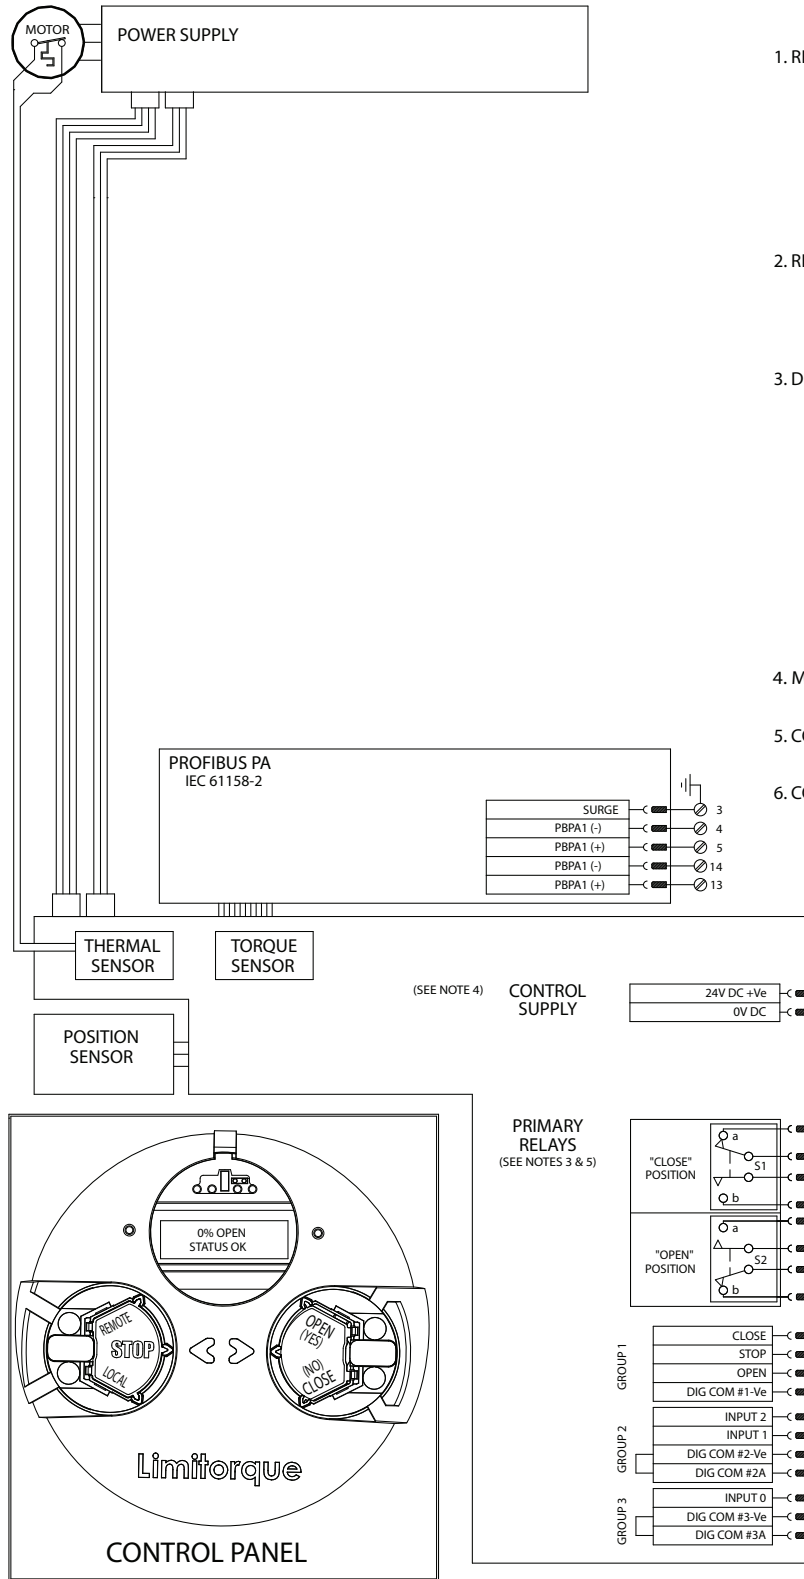 MOTOR
POWER SUPPLY
1. R
2. R
3. D
4. M
5. C
6. C
PROFIBUS PA
IEC 61158-2
SURGE 3
PBPA1 (-) 4
PBPA1 (+) 5
PBPA1 (-) 14
PBPA1 (+) 13
THERMAL
SENSOR
TORQUE
SENSOR
(SEE NOTE 4)
CONTROL
SUPPLY
24V DC +Ve
0V DC
POSITION
SENSOR
PRIMARY
RELAYS
(SEE NOTES 3 & 5)
"CLOSE"
POSITION
a
S1
b
"OPEN"
POSITION
a
S2
b
GROUP 1
CLOSE
STOP
OPEN
DIG COM #1-Ve
GROUP 2
INPUT 2
INPUT 1
DIG COM #2-Ve
DIG COM #2A
GROUP 3
INPUT 0
DIG COM #3-Ve
DIG COM #3A
0% OPEN
STATUS OK
REMOTE
STOP
LOCAL
OPEN
(YES)
(NO)
CLOSE
Limitorque
CONTROL PANEL